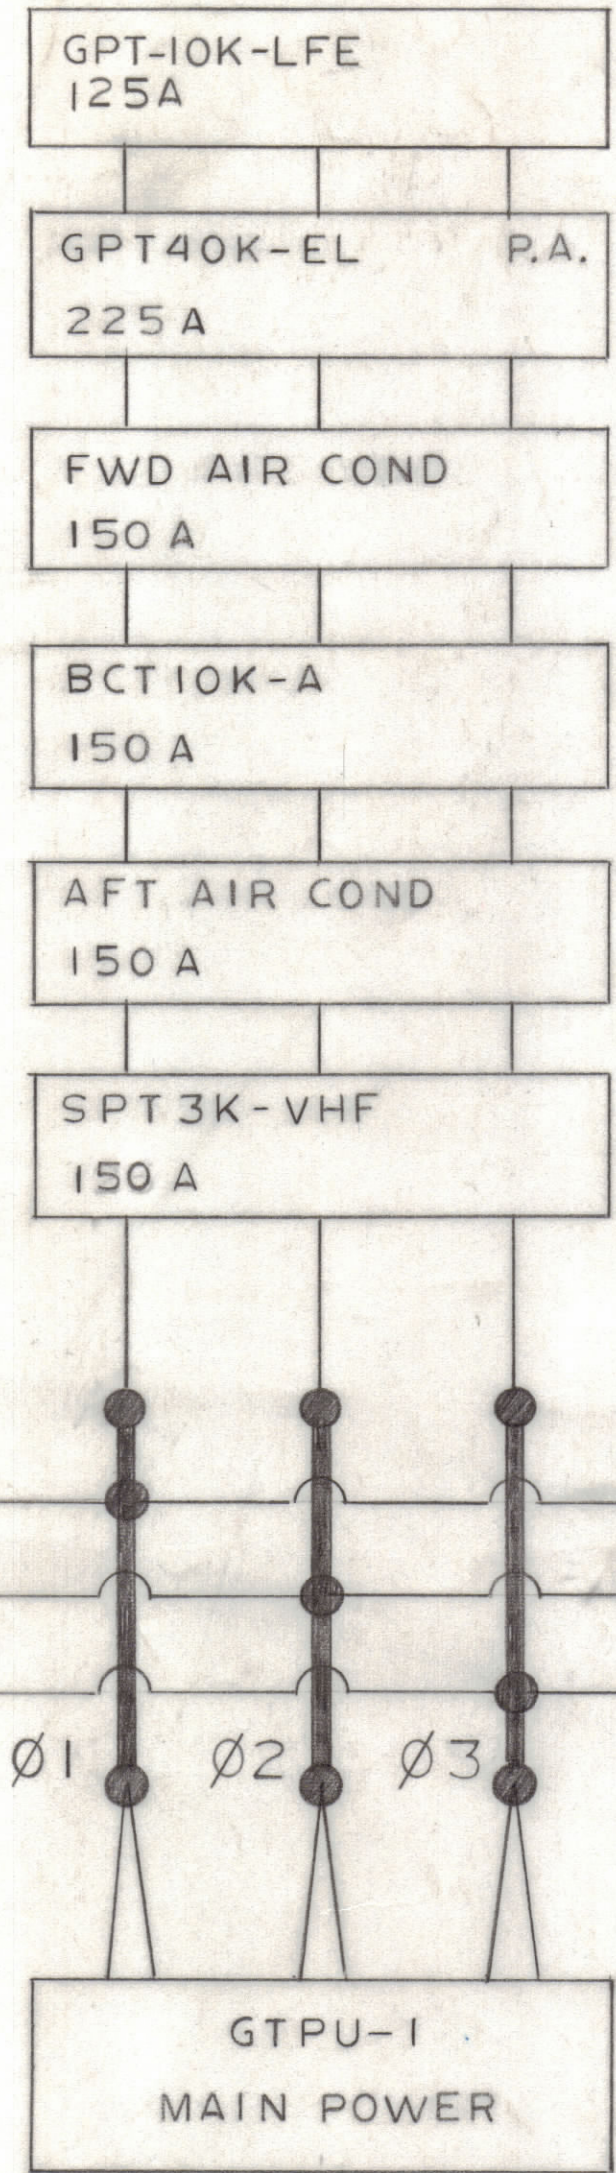 GPT-10K-LFE
125A
GPT40K-EL P.A.
225A
FWD AIR COND
150 A
BCT10K-A
150 A
AFT AIR COND
150 A
SPT3K-VHF
150 A
Ø1 Ø2 Ø3
GTPU-1
MAIN POWER